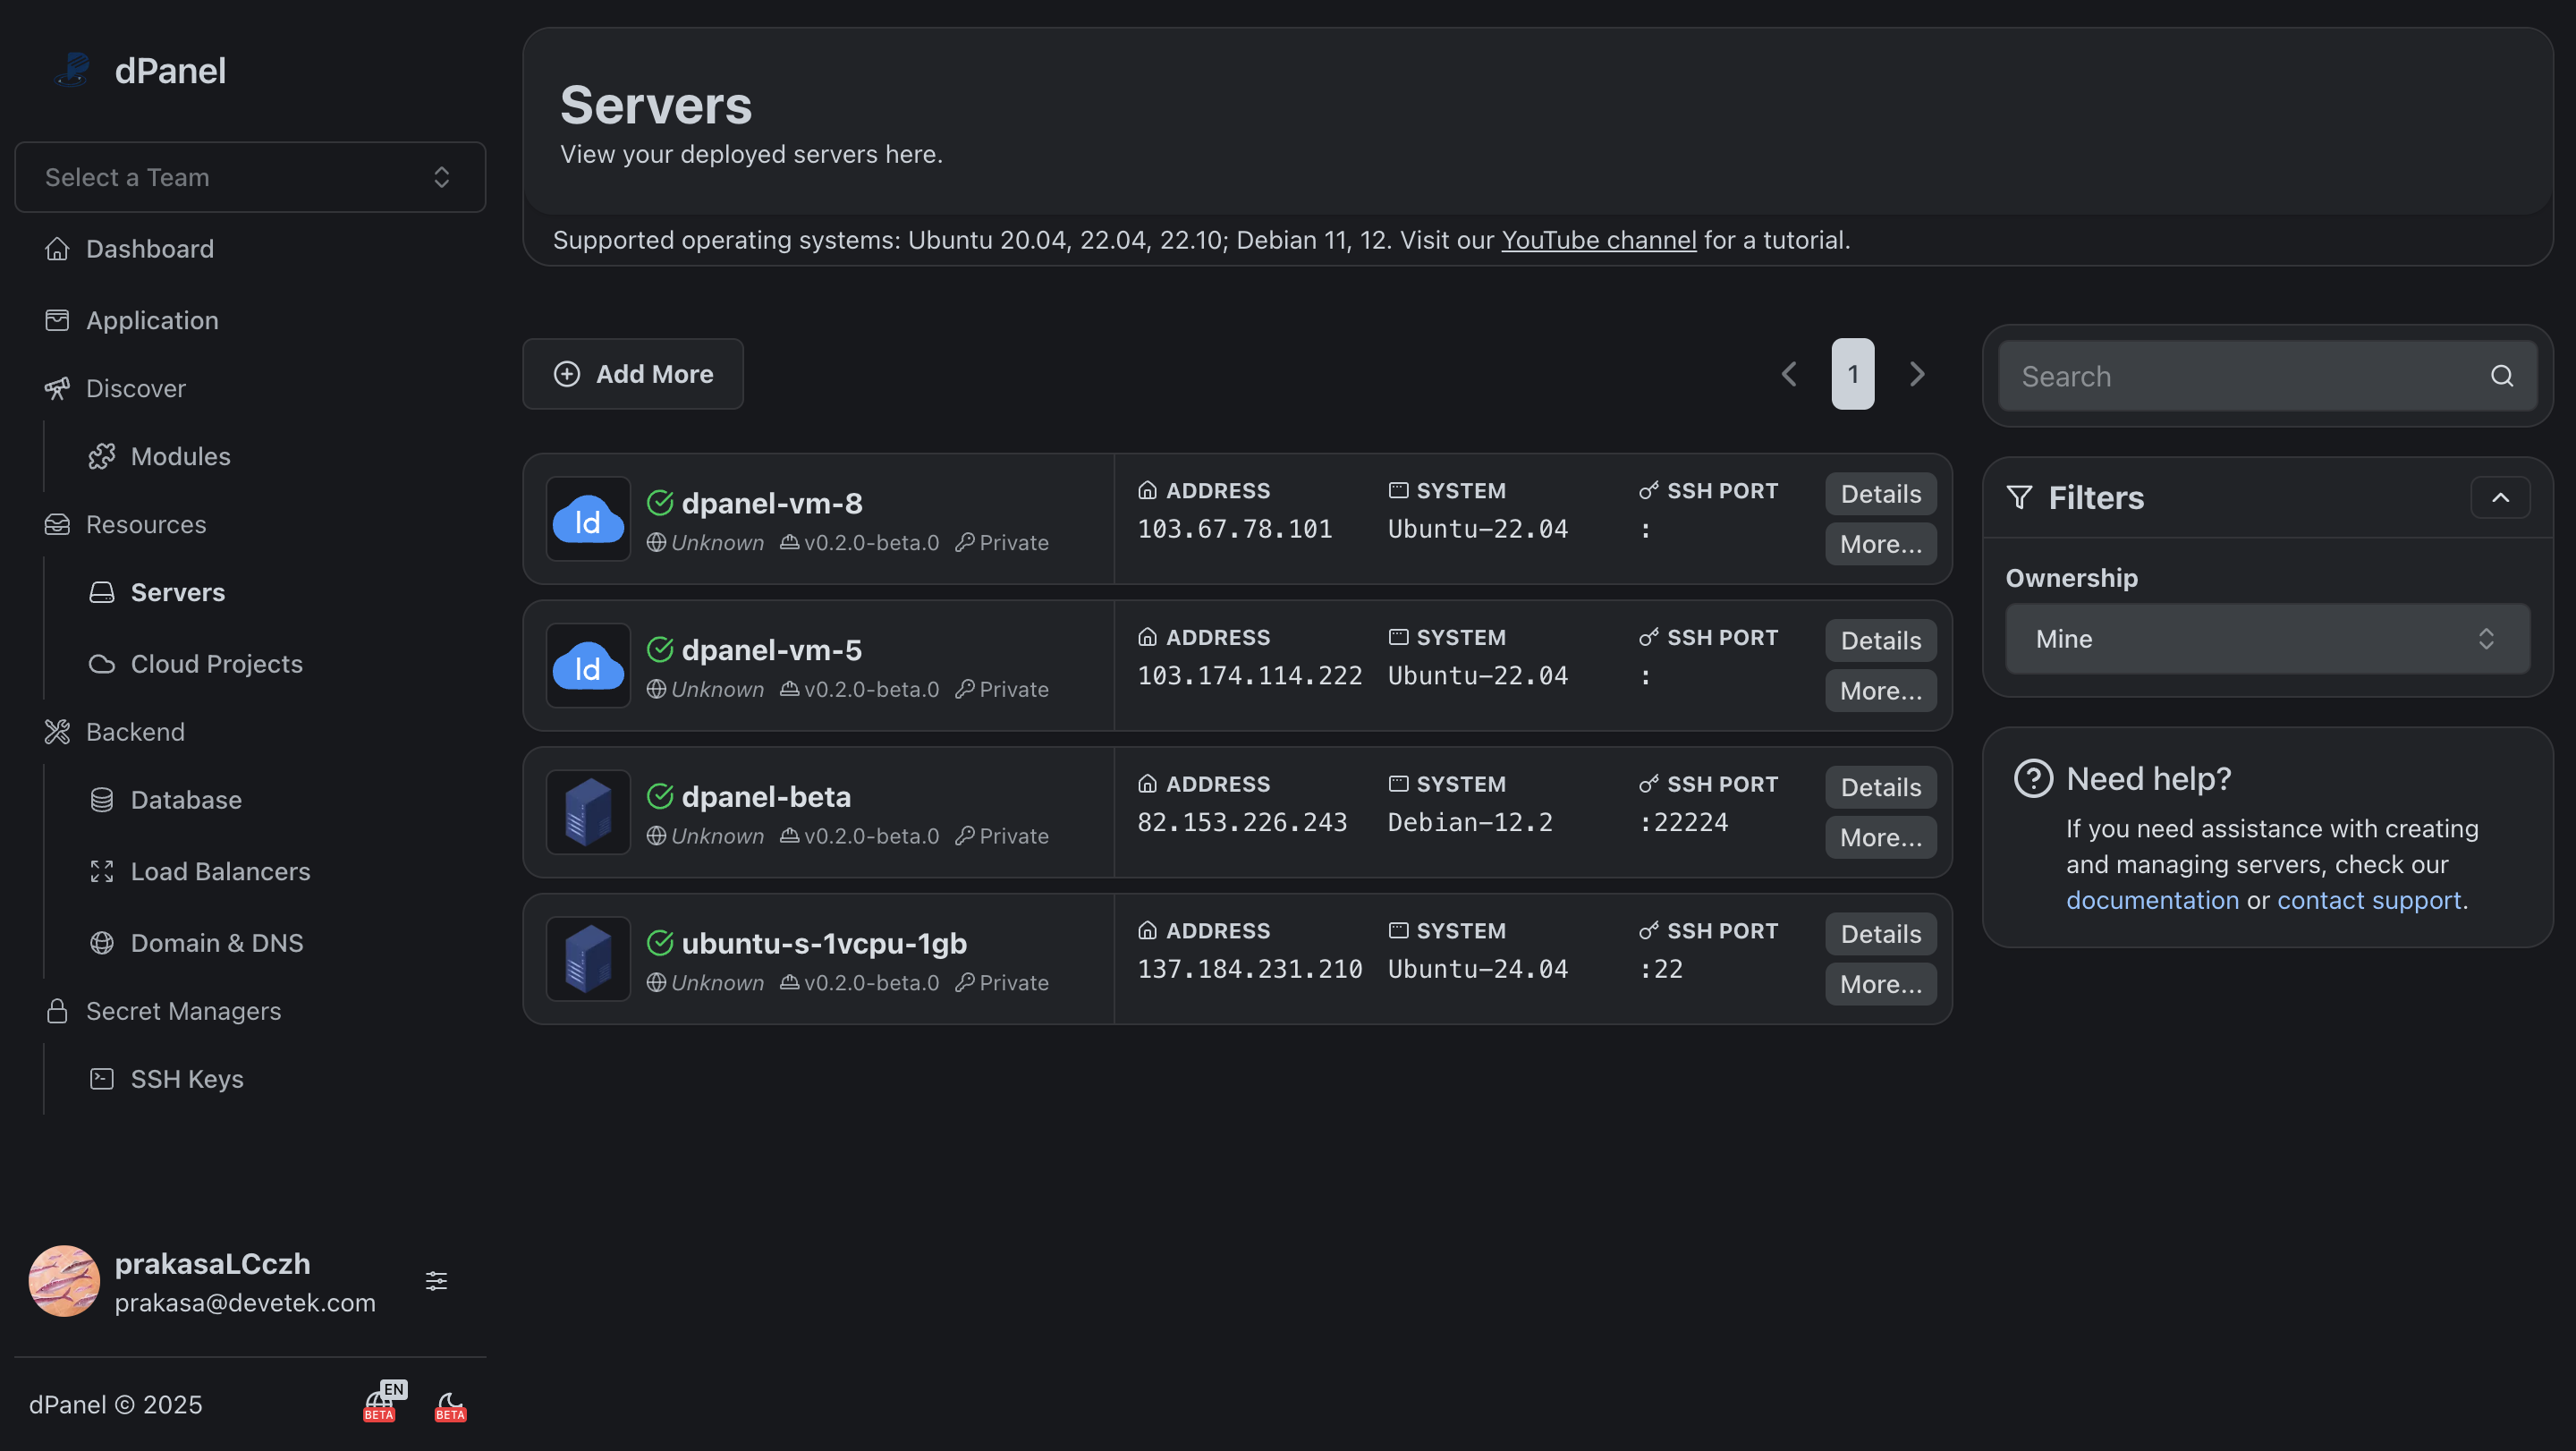 dPanel
Select a Team
Dashboard
Application
Discover
Modules
Resources
Servers
Cloud Projects
Backend
Database
Load Balancers
Domain & DNS
Secret Managers
SSH Keys
prakasaLCczh
prakasa@devetek.com
dPanel © 2025
EN
BETA
BETA
Servers
View your deployed servers here.
Supported operating systems: Ubuntu 20.04, 22.04, 22.10; Debian 11, 12. Visit our YouTube channel for a tutorial.
Add More
1
Id
dpanel-vm-8
Unknown v0.2.0-beta.0 Private
ADDRESS SYSTEM SSH PORT
103.67.78.101 Ubuntu-22.04 :
Details
More...
Id
dpanel-vm-5
Unknown v0.2.0-beta.0 Private
ADDRESS SYSTEM SSH PORT
103.174.114.222 Ubuntu-22.04 :
Details
More...
dpanel-beta
Unknown v0.2.0-beta.0 Private
ADDRESS SYSTEM SSH PORT
82.153.226.243 Debian-12.2 :22224
Details
More...
ubuntu-s-1vcpu-1gb
Unknown v0.2.0-beta.0 Private
ADDRESS SYSTEM SSH PORT
137.184.231.210 Ubuntu-24.04 :22
Details
More...
Search
Filters
Ownership
Mine
Need help?
If you need assistance with creating
and managing servers, check our
documentation or contact support.